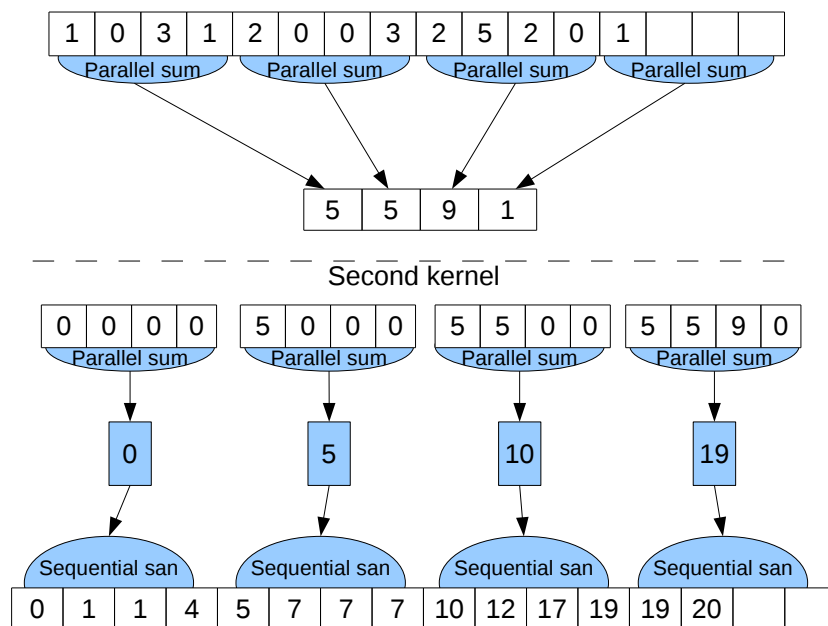 1 0 3 1 2 0 0 3 2 5 2 0 1
Parallel sum Parallel sum Parallel sum Parallel sum
5 5 9 1
Second kernel
0 0 0 0 5 0 0 0 5 5 0 0 5 5 9 0
Parallel sum Parallel sum Parallel sum Parallel sum
0 5 10 19
Sequential san Sequential san Sequential san Sequential san
0 1 1 4 5 7 7 7 10 12 17 19 19 20